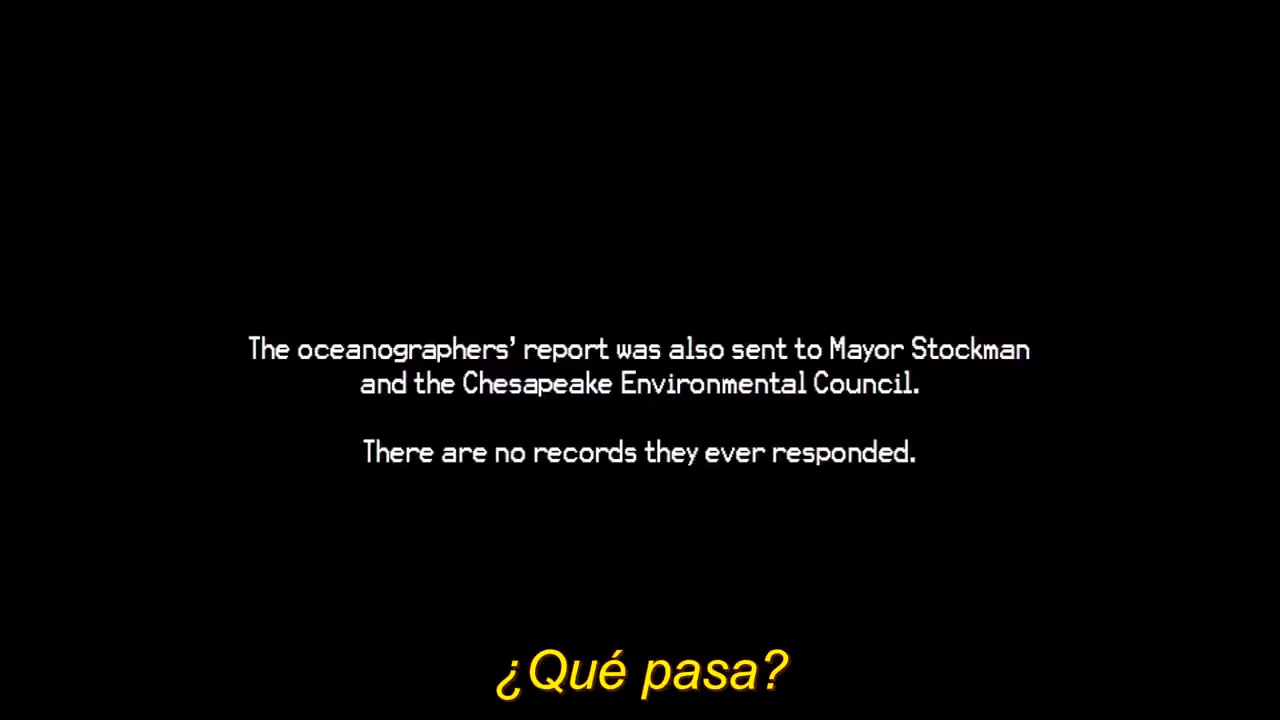 The oceanographers’ report was also sent to Mayor Stockman
and the Chesapeake Environmental Council.
There are no records they ever responded.
¿Qué pasa?